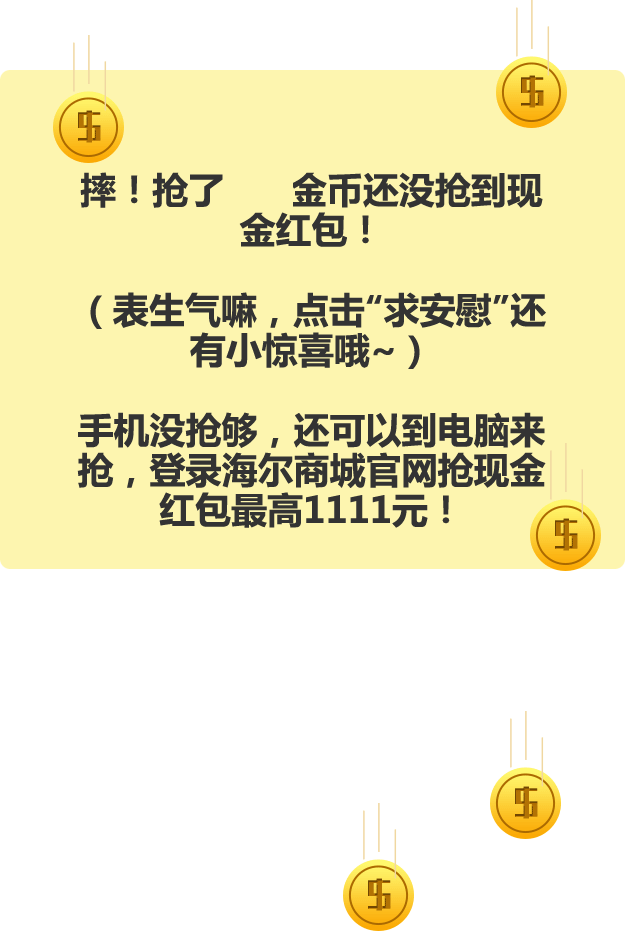 摔！抢了　　金币还没抢到现
金红包！
（表生气嘛，点击“求安慰”还
有小惊喜哦~）
手机没抢够，还可以到电脑来
抢，登录海尔商城官网抢现金
红包最高1111元！